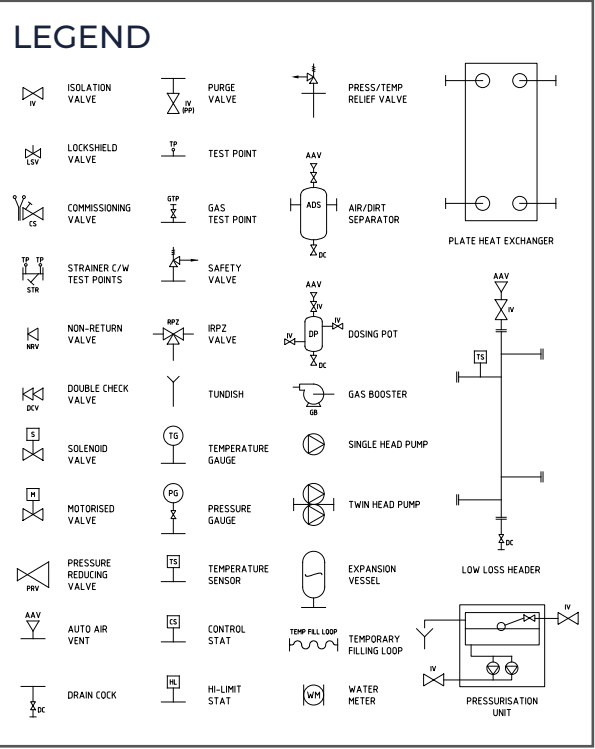 LEGEND
IV
ISOLATION
VALVE
LSV
LOCKSHIELD
VALVE
CS
COMMISSIONING
VALVE
TP TP
STR
STRAINER C/W
TEST POINTS
NRV
NON-RETURN
VALVE
DCV
DOUBLE CHECK
VALVE
S
SOLENOID
VALVE
M
MOTORISED
VALVE
PRV
PRESSURE
REDUCING
VALVE
AAV
AUTO AIR
VENT
DC
DRAIN COCK
IV
(PP)
PURGE
VALVE
TP
TEST POINT
GTP
GAS
TEST POINT
SAFETY
VALVE
RPZ
IRPZ
VALVE
TUNDISH
TG
TEMPERATURE
GAUGE
PG
PRESSURE
GAUGE
TS
TEMPERATURE
SENSOR
CS
CONTROL
STAT
HL
HI-LIMIT
STAT
PRESS/TEMP
RELIEF VALVE
AAV
ADS
DC
AIR/DIRT
SEPARATOR
AAV
IV
IV
IV
DP
DC
DOSING POT
GB
GAS BOOSTER
SINGLE HEAD PUMP
TWIN HEAD PUMP
EXPANSION
VESSEL
TEMP FILL LOOP
TEMPORARY
FILLING LOOP
WM
WATER
METER
PLATE HEAT EXCHANGER
AAV
IV
TS
DC
LOW LOSS HEADER
IV
IV
PRESSURISATION
UNIT